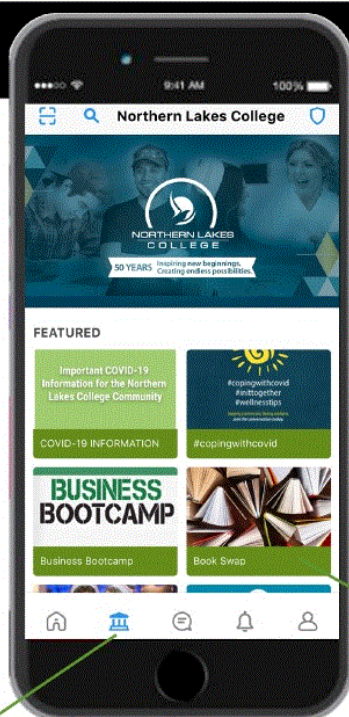 9:41 AM
100%
Northern Lakes College
NORTHERN LAKES
COLLEGE
50 YEARS
Inspiring new beginnings.
Creating endless possibilities.
FEATURED
Important COVID-19
Information for the Northern
Lakes College Community
COVID-19 INFORMATION
#copingwithcovid
#inittogether
#wellnesstips
#copingwithcovid
BUSINESS
BOOTCAMP
Business Bootcamp
Book Swap